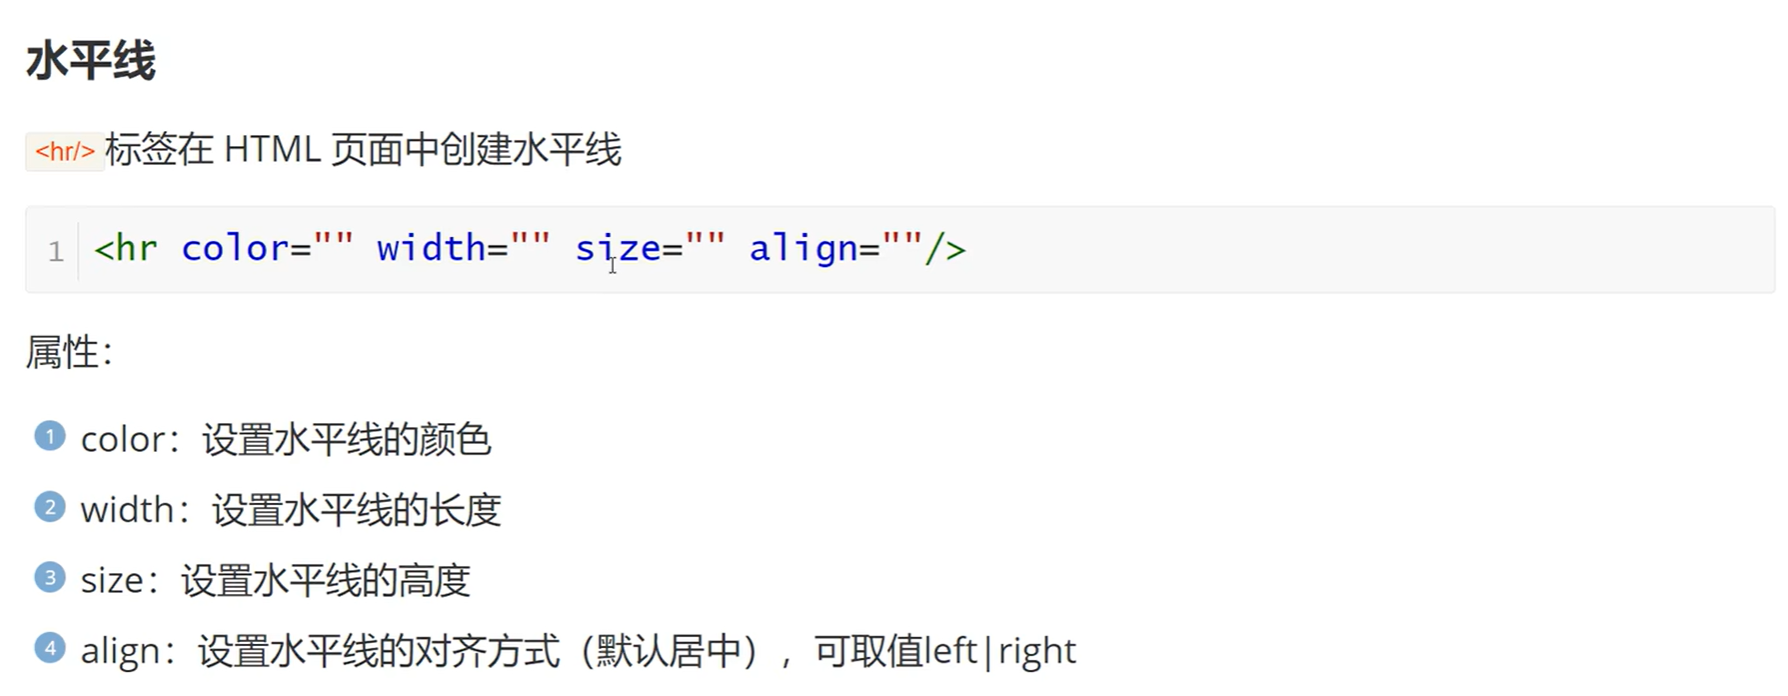 水平线
<hr/>标签在 HTML 页面中创建水平线
1 <hr color="" width="" size="" align=""/>
属性：
1 color：设置水平线的颜色
2 width：设置水平线的长度
3 size：设置水平线的高度
4 align：设置水平线的对齐方式（默认居中），可取值left|right